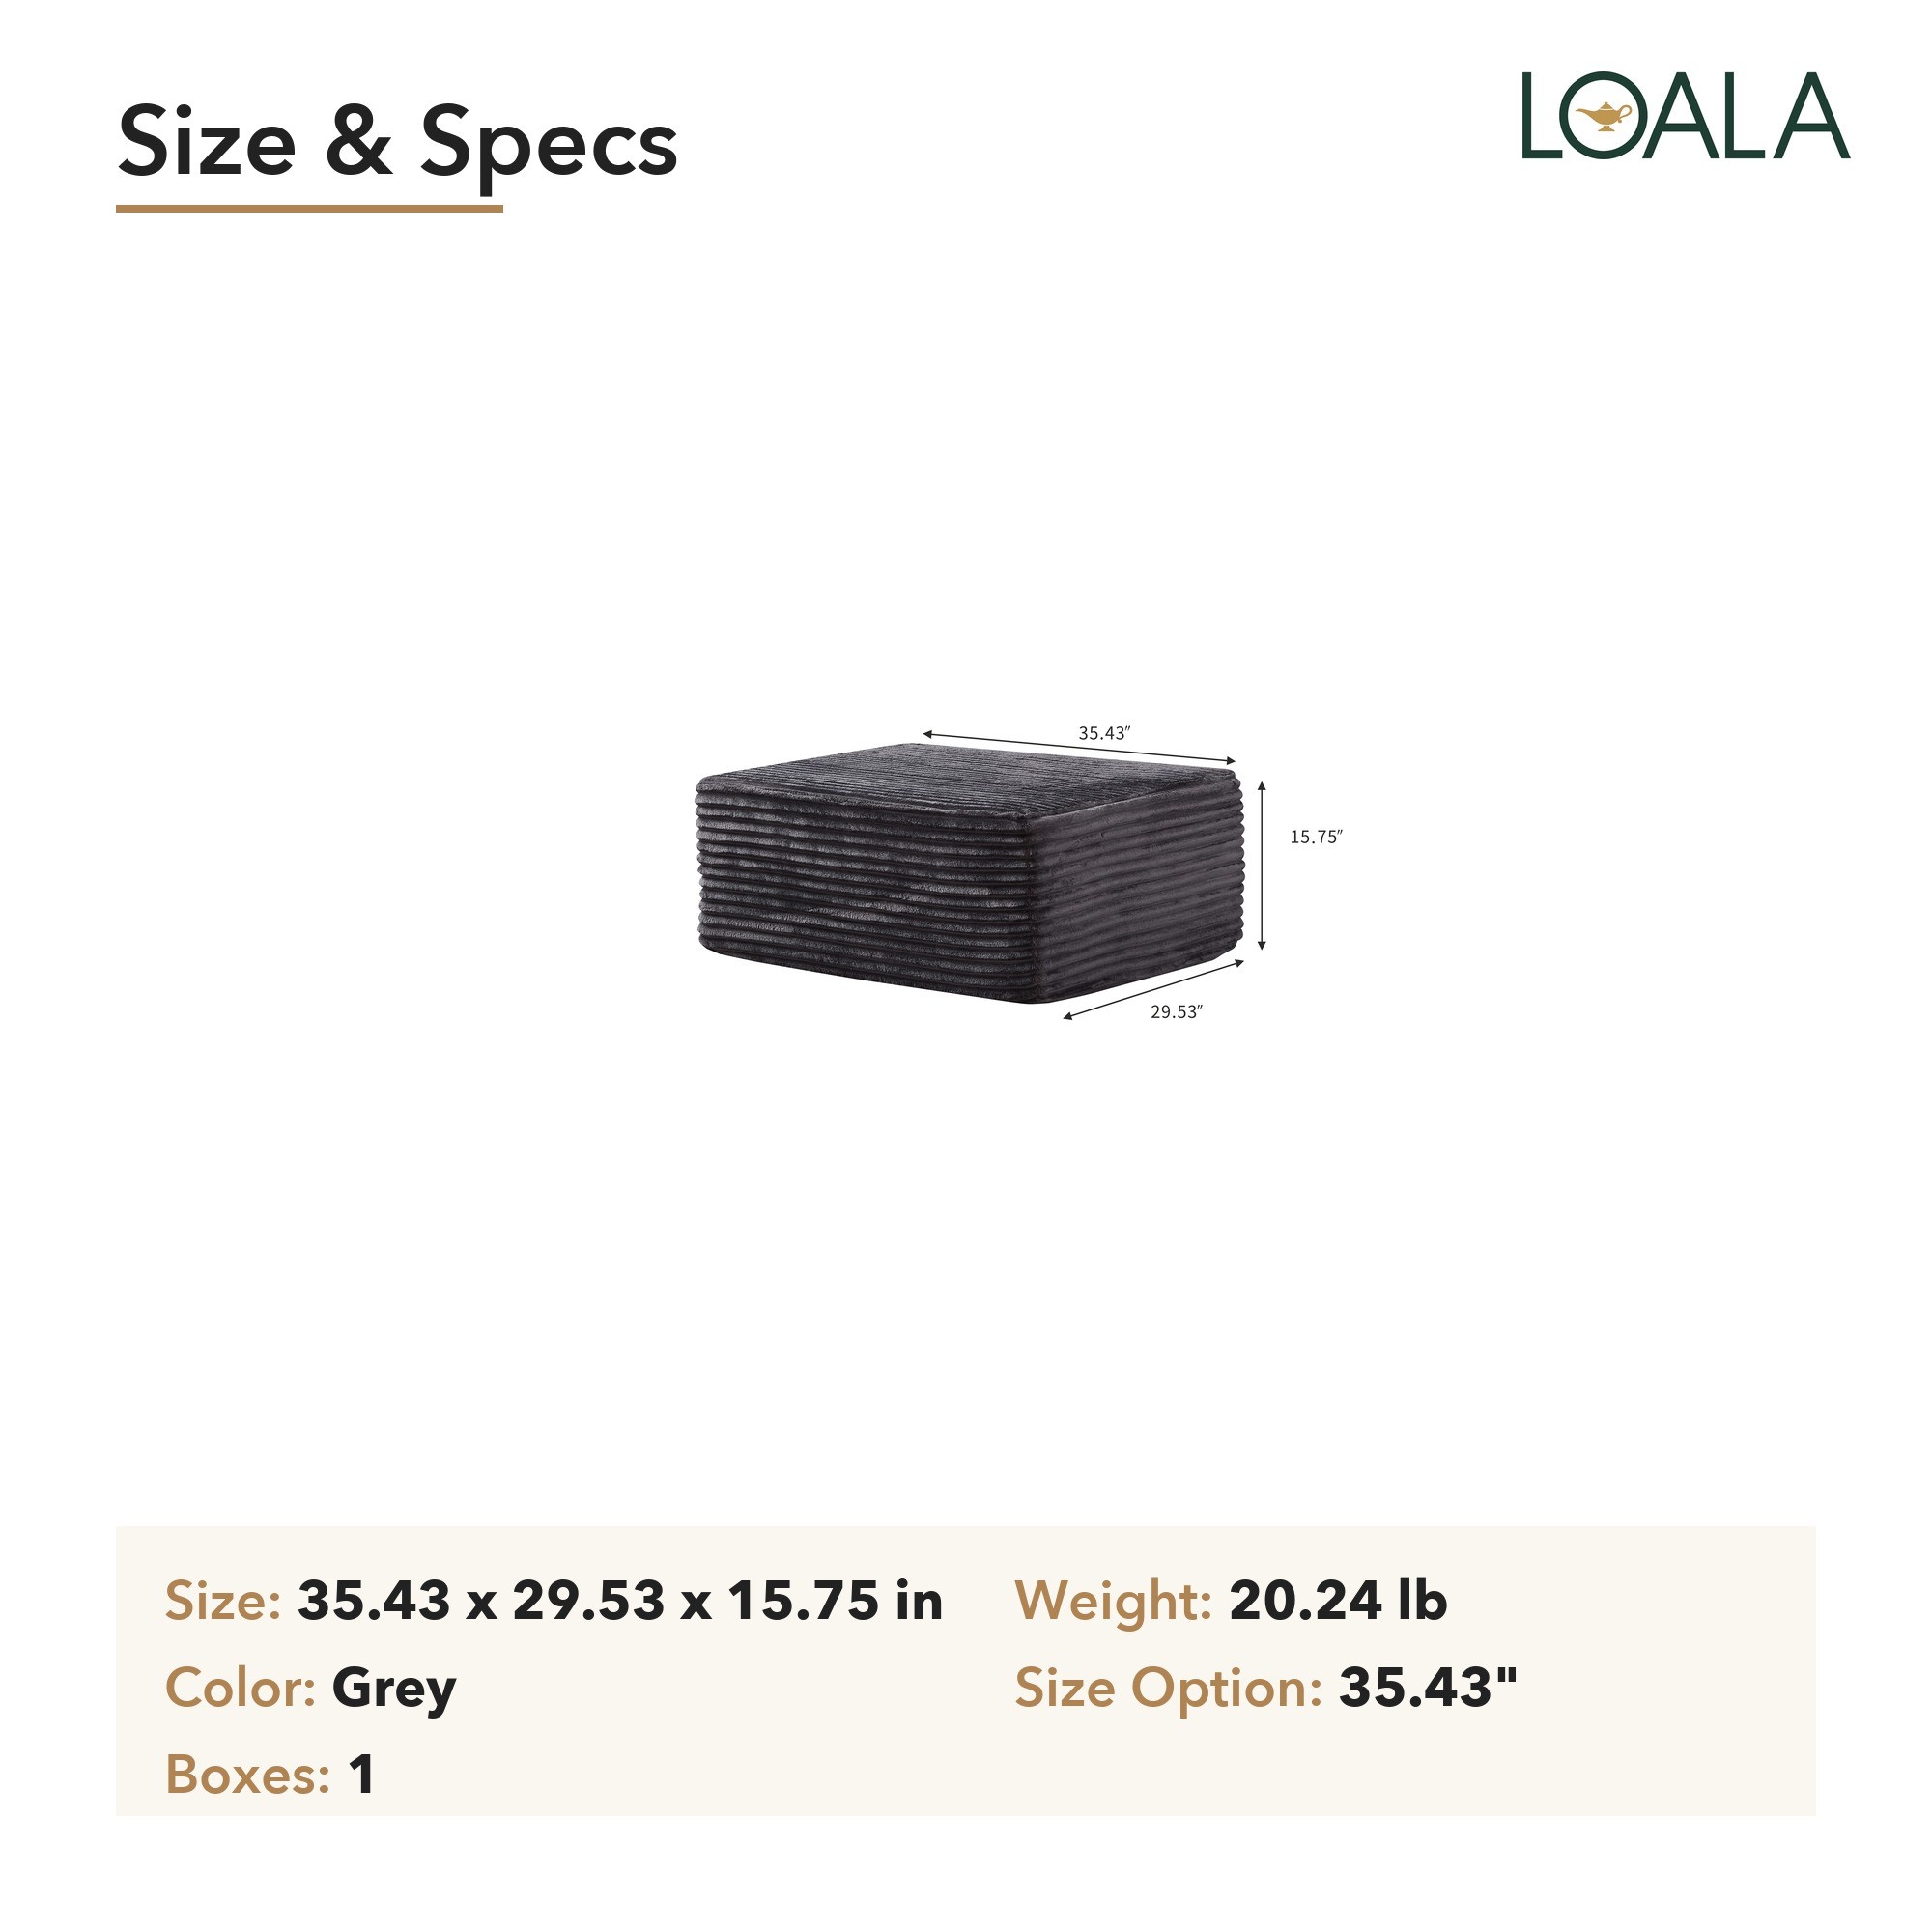 Size & Specs
LOALA
35.43″
15.75″
29.53″
Size: 35.43 x 29.53 x 15.75 in
Weight: 20.24 lb
Color: Grey
Size Option: 35.43"
Boxes: 1